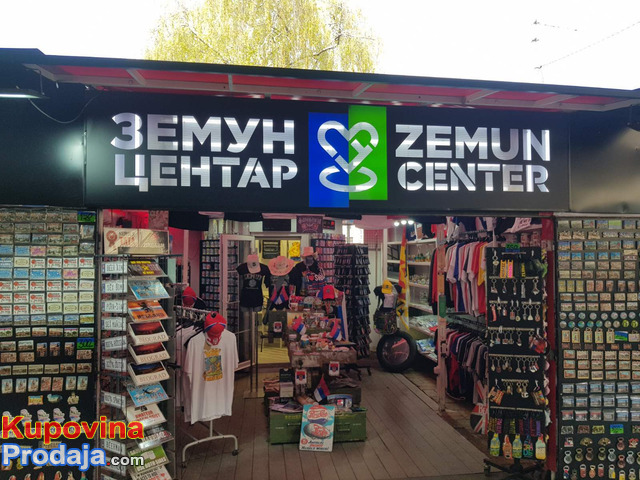 ЗЕМУН
ЦЕНТАР
ZEMUN
CENTER
Kupovina
Prodaja.com